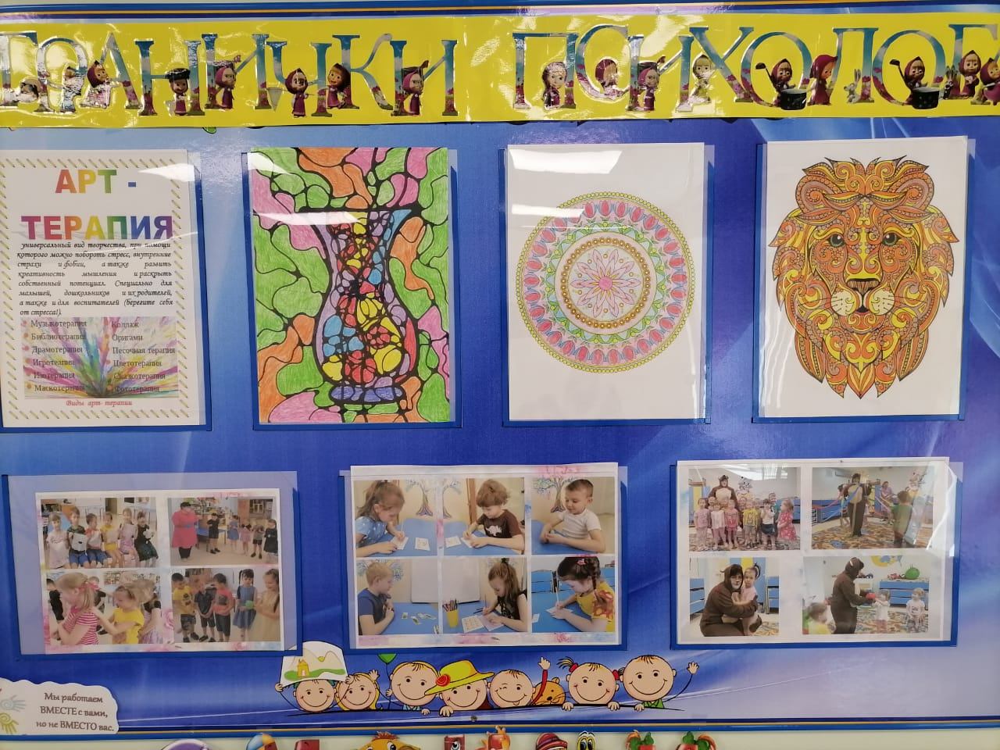 ТРАНИЧКИ ПСИХОЛОГ
АРТ -
ТЕРАПИЯ
универсальный вид творчества, при помощи
которого можно побороть стресс, внутренние
страхи и фобии, а также развить
креативность мышления и раскрыть
собственный потенциал. Специально для
малышей, дошкольников и их родителей,
а также и для воспитателей (берегите себя
от стресса!).
Музыкотерапия Коллаж
Библиотерапия Оригами
Драмотерапия Песочная терапия
Игротеапия Цветотерапия
Изотерапия Сказкотерапия
Маскотерапия Фототерапия
Виды арт- терапии
Мы работаем
ВМЕСТЕ с вами,
но не ВМЕСТО вас.